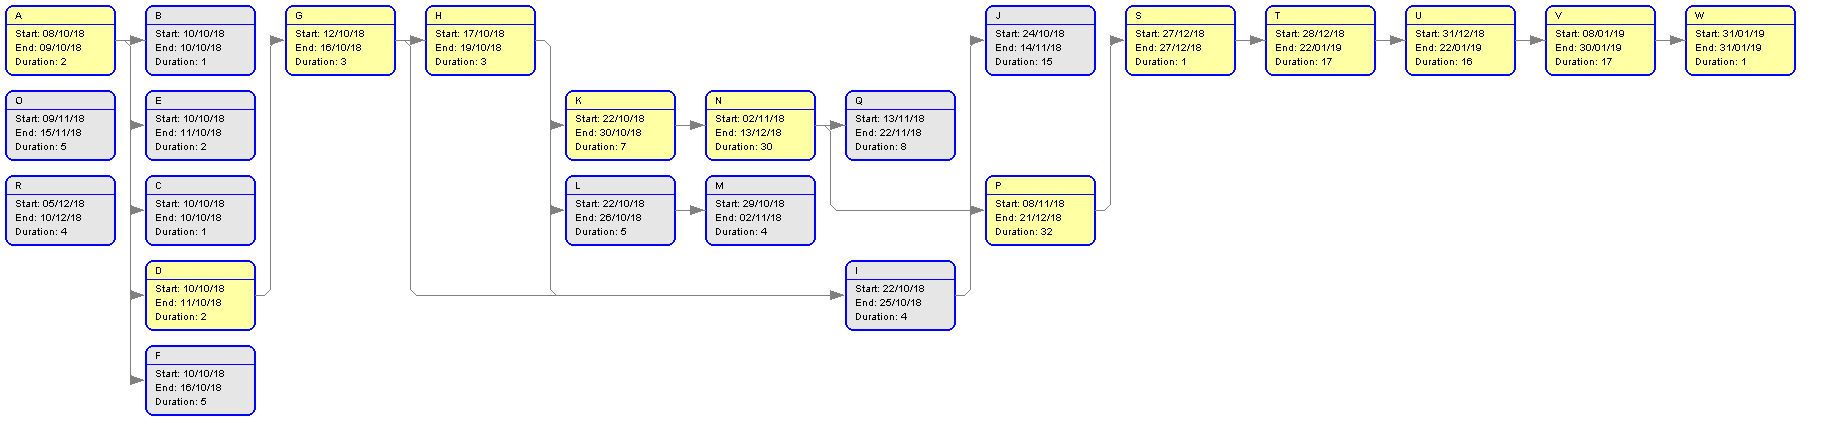 A
Start: 08/10/18
End: 09/10/18
Duration: 2
B
Start: 10/10/18
End: 10/10/18
Duration: 1
G
Start: 12/10/18
End: 16/10/18
Duration: 3
H
Start: 17/10/18
End: 19/10/18
Duration: 3
J
Start: 24/10/18
End: 14/11/18
Duration: 15
S
Start: 27/12/18
End: 27/12/18
Duration: 1
T
Start: 28/12/18
End: 22/01/19
Duration: 17
U
Start: 31/12/18
End: 22/01/19
Duration: 16
V
Start: 08/01/19
End: 30/01/19
Duration: 17
W
Start: 31/01/19
End: 31/01/19
Duration: 1
O
Start: 09/11/18
End: 15/11/18
Duration: 5
E
Start: 10/10/18
End: 11/10/18
Duration: 2
K
Start: 22/10/18
End: 30/10/18
Duration: 7
N
Start: 02/11/18
End: 13/12/18
Duration: 30
Q
Start: 13/11/18
End: 22/11/18
Duration: 8
R
Start: 05/12/18
End: 10/12/18
Duration: 4
C
Start: 10/10/18
End: 10/10/18
Duration: 1
L
Start: 22/10/18
End: 26/10/18
Duration: 5
M
Start: 29/10/18
End: 02/11/18
Duration: 4
P
Start: 08/11/18
End: 21/12/18
Duration: 32
D
Start: 10/10/18
End: 11/10/18
Duration: 2
I
Start: 22/10/18
End: 25/10/18
Duration: 4
F
Start: 10/10/18
End: 16/10/18
Duration: 5